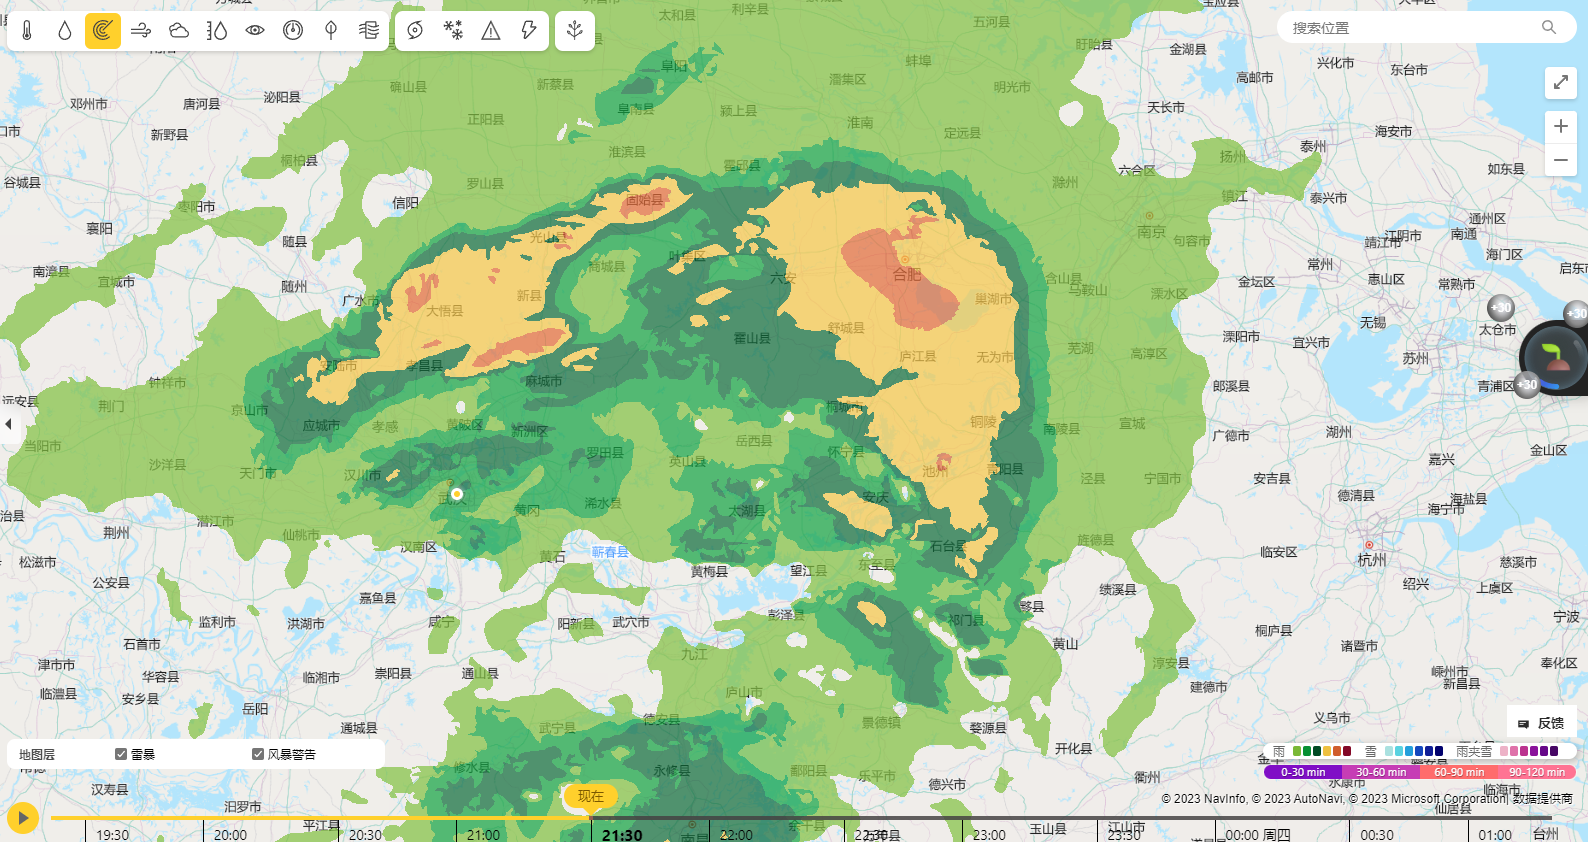 搜索位置
太和县
利辛县
五河县
盱眙县
金湖县
宝应县
兴化市
东台市
高邮市
阜阳
蚌埠
确山县
新蔡县
濉集区
明光市
邓州市
唐河县
泌阳县
阜南县
颍上县
天长市
新野县
正阳县
淮南
定远县
海安市
泰州
桐柏县
淮滨县
霍邱县
扬州
如东县
谷城县
罗山县
滁州
六合区
镇江
泰兴市
枣阳市
信阳
固始县
通州区
襄阳
随县
光山县
南京
句容市
靖江市
江阴市
南通
海门区
南漳县
宜城市
随州
商城县
叶集区
六安
合肥
含山县
马鞍山
常州
金坛区
惠山区
常熟市
启东市
广水市
新县
大悟县
巢湖市
溧水区
太仓市
+30
+30
+30
霍山县
舒城县
溧阳市
宜兴市
无锡
安陆市
孝昌县
庐江县
无为市
芜湖
高淳区
苏州
钟祥市
麻城市
郎溪县
青浦区
远安县
荆门
京山市
桐城市
应城市
孝感
黄陂区
新洲区
铜陵
南陵县
宣城
广德市
湖州
当阳市
岳西县
嘉兴
金山区
沙洋县
天门市
汉川市
罗田县
英山县
怀宁县
池州
青阳县
泾县
宁国市
安吉县
武汉
浠水县
安庆
德清县
海盐县
海宁市
黄冈
太湖县
潜江市
仙桃市
荆州
汉南区
黄石
蕲春县
石台县
旌德县
临安区
杭州
松滋市
黄梅县
望江县
东至县
慈溪市
公安县
绩溪县
绍兴
上虞区
嘉鱼县
黟县
监利市
洪湖市
咸宁
阳新县
武穴市
彭泽县
祁门县
桐庐县
宁波
石首市
黄山
诸暨市
津市市
九江
淳安县
奉化区
华容县
临湘市
崇阳县
通山县
嵊州市
新昌县
临澧县
安乡县
庐山市
建德市
岳阳
德安县
景德镇
义乌市
通城县
武宁县
婺源县
反馈
地图层
雷暴
风暴警告
开化县
雨
雪
雨夹雪
修水县
永修县
鄱阳县
乐平市
衢州
0-30 min
30-60 min
60-90 min
90-120 min
汉寿县
现在
德兴市
永康市
临海市
汨罗市
© 2023 NavInfo, © 2023 AutoNavi, © 2023 Microsoft Corporation| 数据提供商
仙居县
平江县
余干县
玉山县
江山市
19:30
20:00
20:30
21:00
21:30
22:00
22:30
23:00
23:30
00:00 周四
00:30
01:00
台州